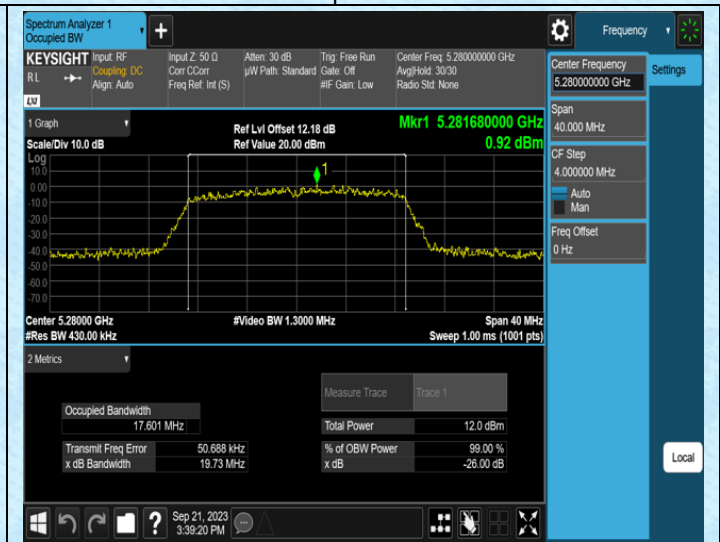 Spectrum Analyzer 1
Occupied BW
+
Frequency
KEYSIGHT
RL
LXI
Input: RF
Coupling: DC
Align: Auto
Input Z: 50 Ω
Corr CCorr
Freq Ref: Int (S)
Atten: 30 dB
µW Path: Standard
Trig: Free Run
Gate: Off
#IF Gain: Low
Center Freq: 5.280000000 GHz
Avg|Hold: 30/30
Radio Std: None
Center Frequency
5.280000000 GHz
Settings
Span
40.000 MHz
CF Step
4.000000 MHz
Auto
Man
Freq Offset
0 Hz
1 Graph
Scale/Div 10.0 dB
Ref Lvl Offset 12.18 dB
Ref Value 20.00 dBm
Mkr1 5.281680000 GHz
0.92 dBm
Log
10.0
0.00
-10.0
-20.0
-30.0
-40.0
-50.0
-60.0
-70.0
1
Center 5.28000 GHz
#Res BW 430.00 kHz
#Video BW 1.3000 MHz
Span 40 MHz
Sweep 1.00 ms (1001 pts)
2 Metrics
Measure Trace Trace 1
Occupied Bandwidth
17.601 MHz
Total Power 12.0 dBm
Transmit Freq Error 50.688 kHz
% of OBW Power 99.00 %
x dB Bandwidth 19.73 MHz
x dB -26.00 dB
Local
?
Sep 21, 2023
3:39:20 PM